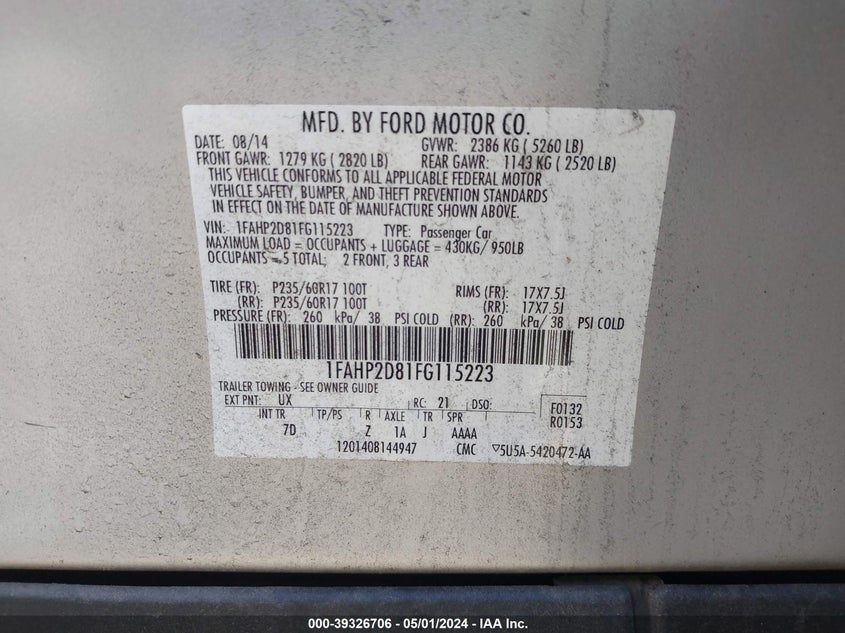 MFD. BY FORD MOTOR CO.
DATE: 08/14 GVWR: 2386 KG ( 5260 LB)
FRONT GAWR: 1279 KG ( 2820 LB) REAR GAWR: 1143 KG ( 2520 LB)
THIS VEHICLE CONFORMS TO ALL APPLICABLE FEDERAL MOTOR
VEHICLE SAFETY, BUMPER, AND THEFT PREVENTION STANDARDS
IN EFFECT ON THE DATE OF MANUFACTURE SHOWN ABOVE.
VIN: 1FAHP2D81FG115223 TYPE: Passenger Car
MAXIMUM LOAD = OCCUPANTS + LUGGAGE = 430KG/ 950LB
OCCUPANTS = 5 TOTAL; 2 FRONT, 3 REAR
TIRE (FR): P235/60R17 100T RIMS (FR): 17X7.5J
(RR): P235/60R17 100T (RR): 17X7.5J
PRESSURE (FR): 260 kPa/ 38 PSI COLD (RR): 260 kPa/ 38 PSI COLD
1FAHP2D81FG115223
TRAILER TOWING - SEE OWNER GUIDE
EXT PNT: UX RC: 21 DSO: F0132
INT TR TP/PS R AXLE TR SPR R0153
7D Z 1A J AAAA
1201408144947 CMC ▽5U5A-5420472-AA
000-39326706 - 05/01/2024 - IAA Inc.